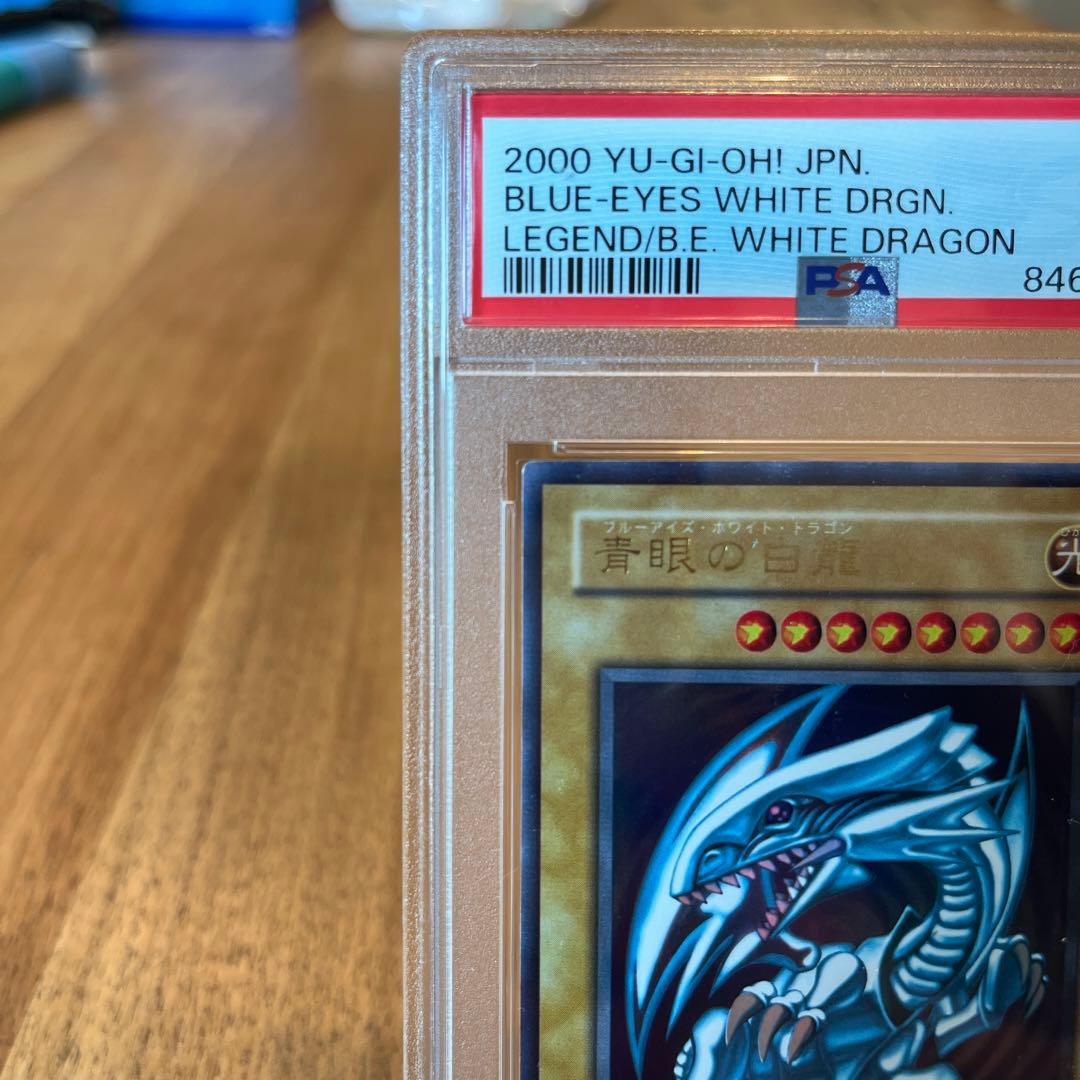 2000 YU-GI-OH! JPN.
BLUE-EYES WHITE DRGN.
LEGEND/B.E. WHITE DRAGON
PSA
846
ブルーアイズ・ホワイト・ドラゴン
青眼の白龍
光